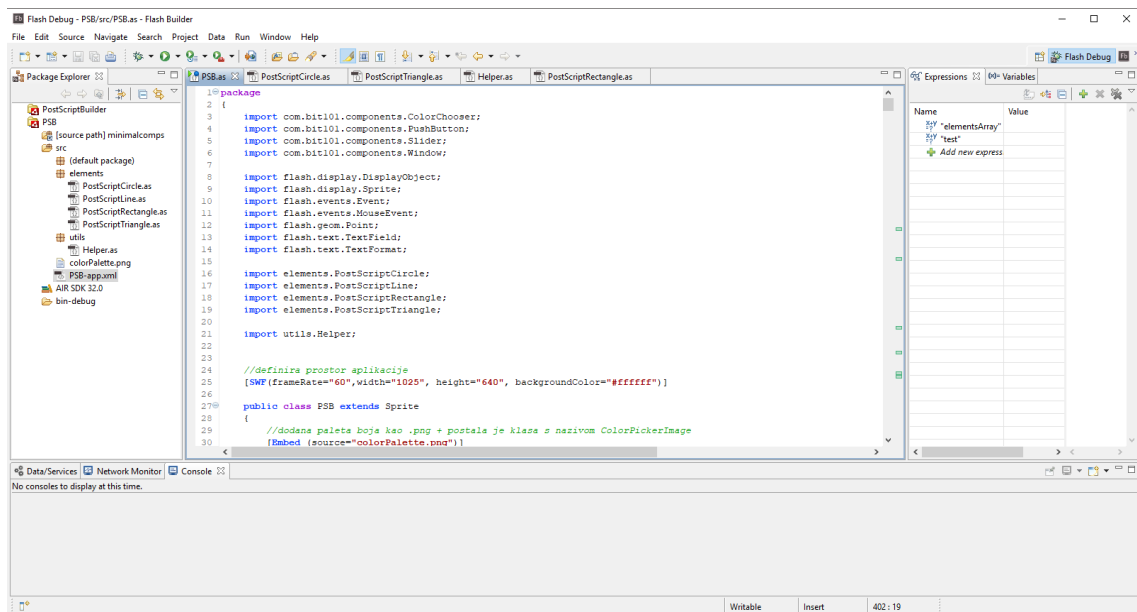 Flash Debug - PSB/src/PSB.as - Flash Builder
File Edit Source Navigate Search Project Data Run Window Help
Flash Debug
Package Explorer
PostScriptBuilder
PSB
[source path] minimalcomps
src
(default package)
elements
PostScriptCircle.as
PostScriptLine.as
PostScriptRectangle.as
PostScriptTriangle.as
utils
Helper.as
colorPalette.png
PSB-app.xml
AIR SDK 32.0
bin-debug
PSB.as PostScriptCircle.as PostScriptTriangle.as Helper.as PostScriptRectangle.as
1 package
2 {
3 import com.bit101.components.ColorChooser;
4 import com.bit101.components.PushButton;
5 import com.bit101.components.Slider;
6 import com.bit101.components.Window;
7
8 import flash.display.DisplayObject;
9 import flash.display.Sprite;
10 import flash.events.Event;
11 import flash.events.MouseEvent;
12 import flash.geom.Point;
13 import flash.text.TextField;
14 import flash.text.TextFormat;
15
16 import elements.PostScriptCircle;
17 import elements.PostScriptLine;
18 import elements.PostScriptRectangle;
19 import elements.PostScriptTriangle;
20
21 import utils.Helper;
22
23
24 //definira prostor aplikacije
25 [SWF(frameRate="60",width="1025", height="640", backgroundColor="#ffffff")]
26
27 public class PSB extends Sprite
28 {
29 //dodana paleta boja kao .png + postala je klasa s nazivom ColorPickerImage
30 [Embed (source="colorPalette.png")]
Expressions Variables
Name Value
"elementsArray"
"test"
Add new express
Data/Services Network Monitor Console
No consoles to display at this time.
Writable Insert 402 : 19